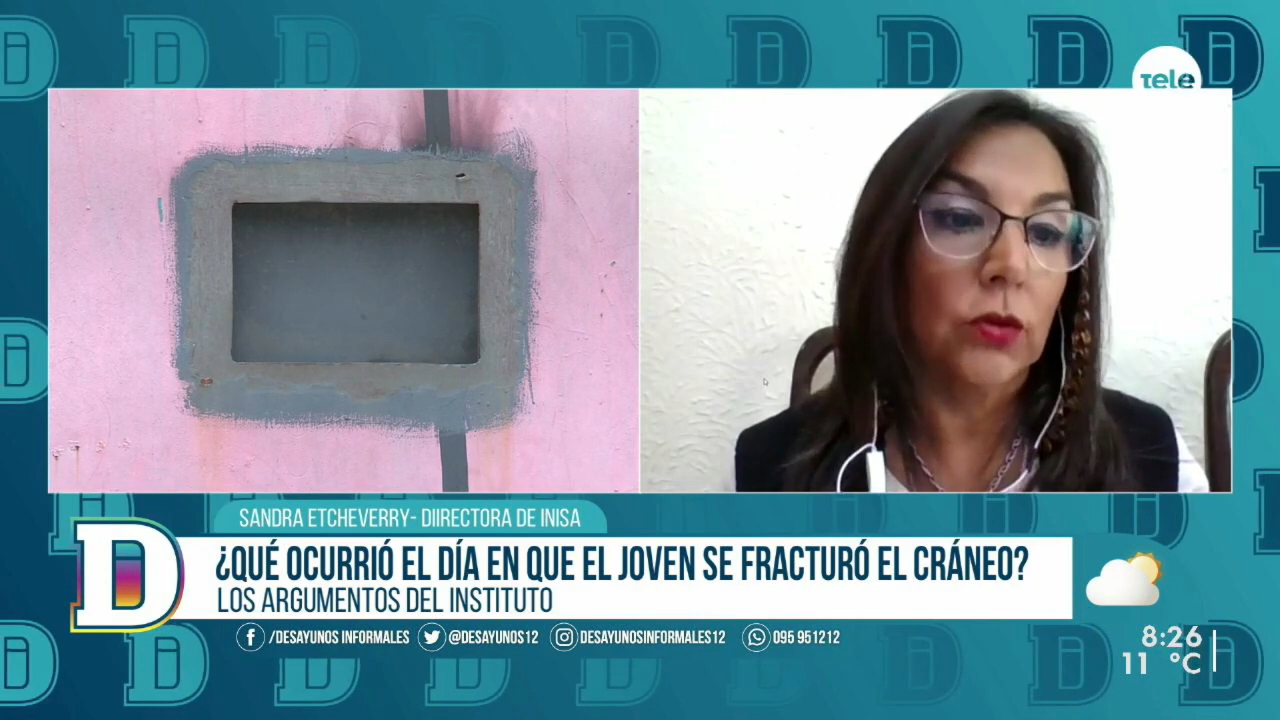 tele
SANDRA ETCHEVERRY- DIIRECTORA DE INISA
¿QUÉ OCURRIÓ EL DÍA EN QUE EL JOVEN SE FRACTURÓ EL CRÁNEO?
LOS ARGUMENTOS DEL INSTITUTO
D
/DESAYUNOS INFORMALES @DESAYUNOS12 DESAYUNOSINFORMALES12 095 951212
8:26
11 °C